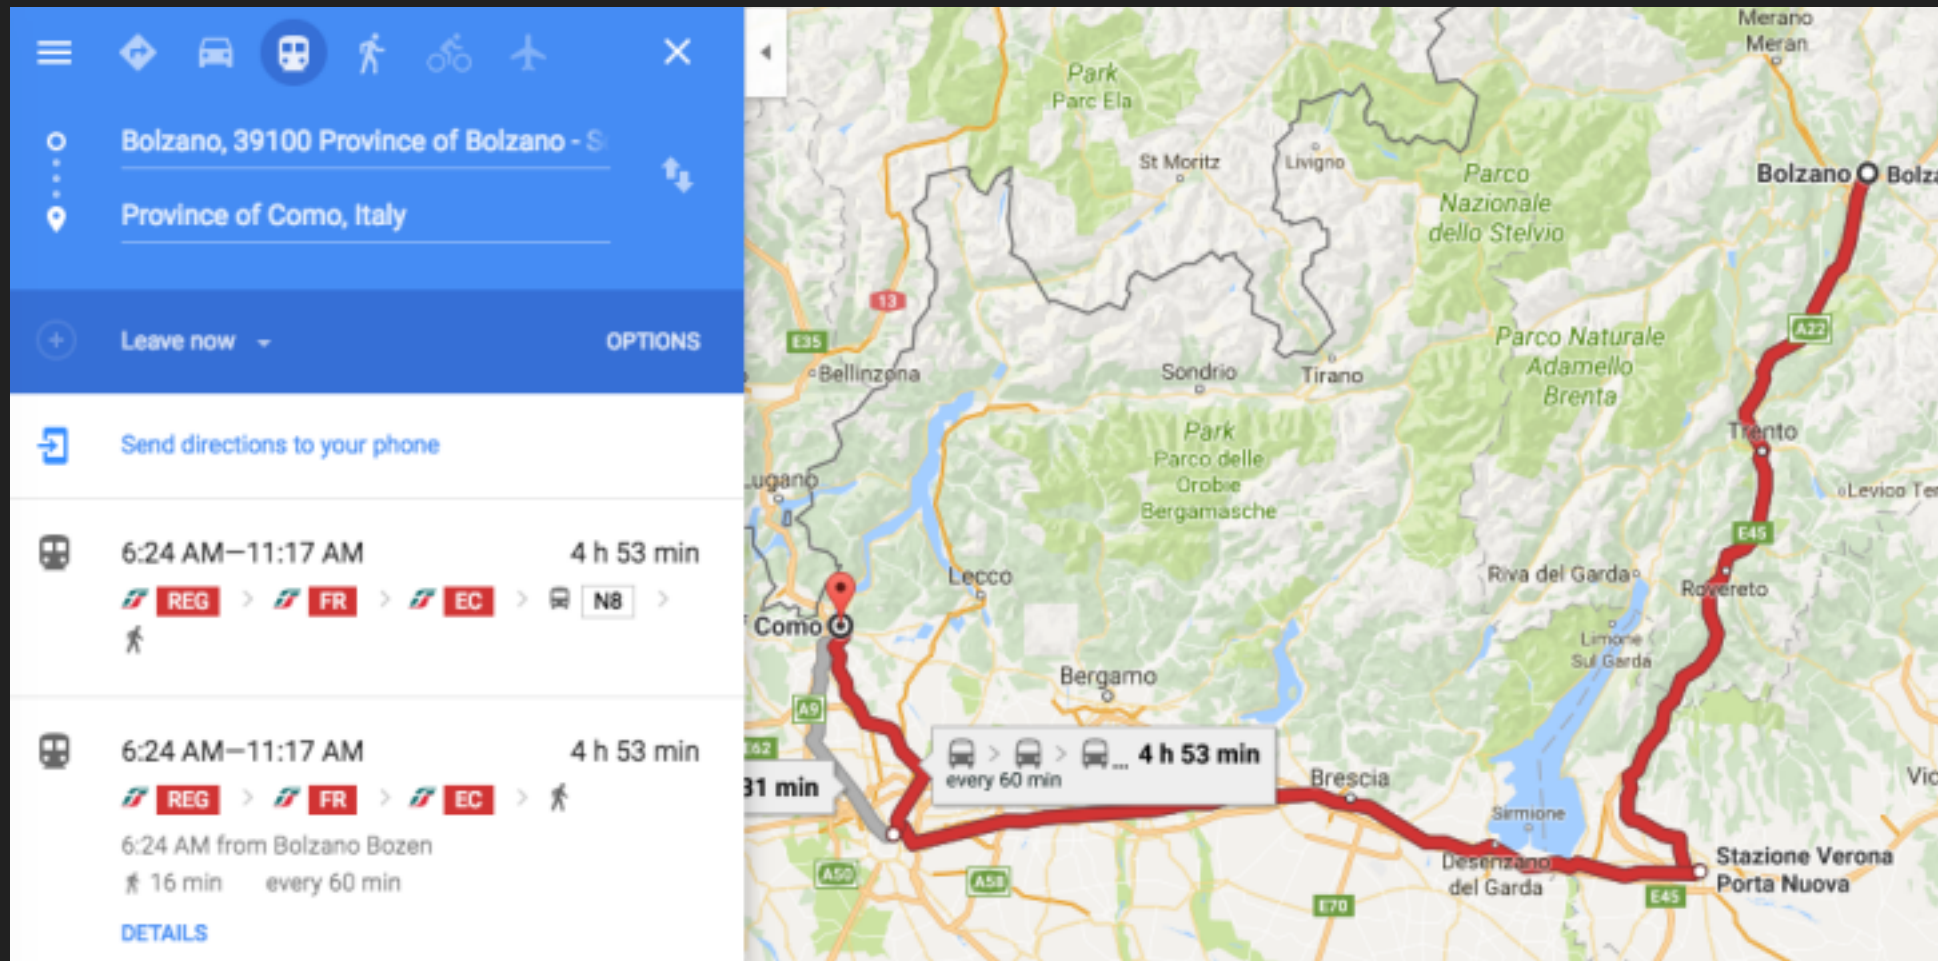 Bolzano, 39100 Province of Bolzano - S
Province of Como, Italy
Leave now
OPTIONS
Send directions to your phone
6:24 AM—11:17 AM 4 h 53 min
REG > FR > EC > N8 >
6:24 AM—11:17 AM 4 h 53 min
REG > FR > EC >
6:24 AM from Bolzano Bozen
16 min every 60 min
DETAILS
Merano
Meran
Park
Parc Ela
St Moritz
Livigno
Parco
Nazionale
dello Stelvio
Bolzano
Bolza
13
E35
Bellinzona
Sondrio
Tirano
Parco Naturale
Adamello
Brenta
A22
Trento
Park
Parco delle
Orobie
Bergamasche
Lugano
Levico Ter
E45
Riva del Garda
Rovereto
Lecco
Como
Limone
Sul Garda
Bergamo
A9
E62
31 min
> > ... 4 h 53 min
every 60 min
Brescia
Sirmione
Vic
Desenzano
del Garda
Stazione Verona
Porta Nuova
A50
A58
E70
E45